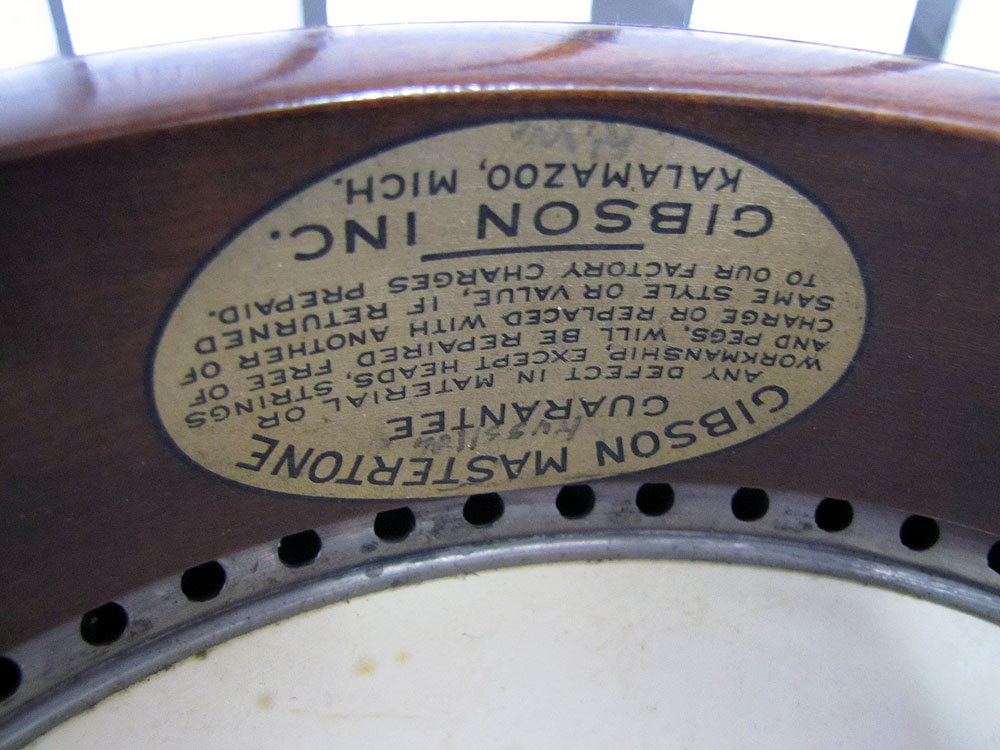 GIBSON MASTERTONE
GUARANTEE
ANY DEFECT IN MATERIAL OR
WORKMANSHIP, EXCEPT HEADS, STRINGS
AND PEGS, WILL BE REPAIRED FREE OF
CHARGE OR REPLACED WITH ANOTHER OF
SAME STYLE OR VALUE, IF RETURNED
TO OUR FACTORY CHARGES PREPAID.
GIBSON INC.
KALAMAZOO, MICH.